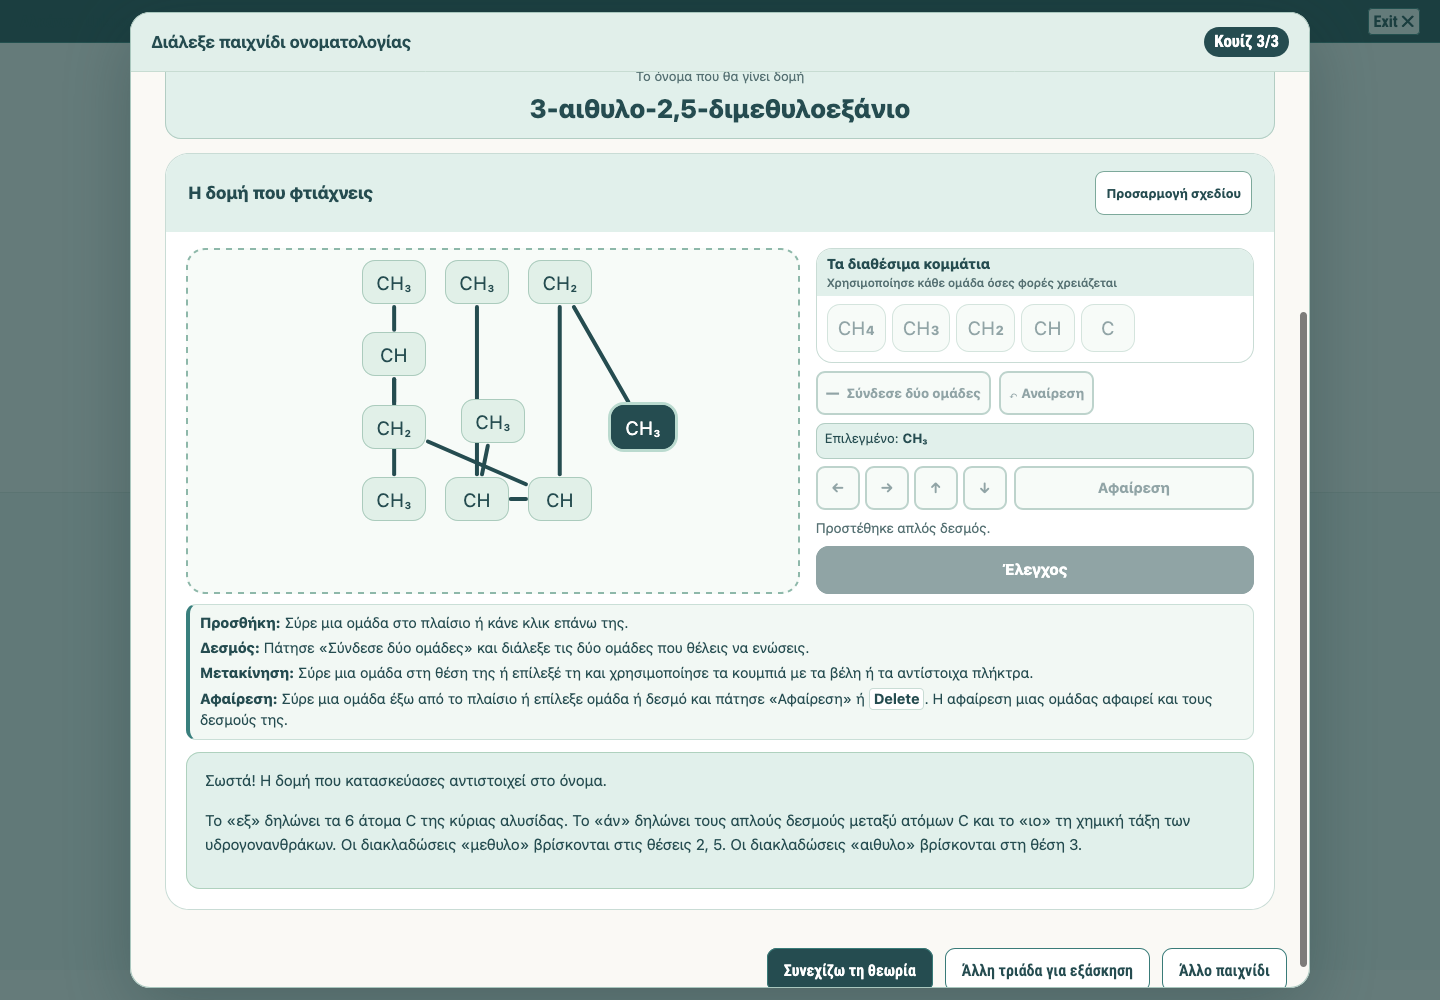 Exit ✕
Διάλεξε παιχνίδι ονοματολογίας
Κουίζ 3/3
Το όνομα που θα γίνει δομή
3-αιθυλο-2,5-διμεθυλοεξάνιο
Η δομή που φτιάχνεις
Προσαρμογή σχεδίου
CH₃ CH₃ CH₂
CH
CH₂ CH₃ CH₃
CH₃ CH CH
Τα διαθέσιμα κομμάτια
Χρησιμοποίησε κάθε ομάδα όσες φορές χρειάζεται
CH₄ CH₃ CH₂ CH C
— Σύνδεσε δύο ομάδες
↶ Αναίρεση
Επιλεγμένο: CH₃
← → ↑ ↓ Αφαίρεση
Προστέθηκε απλός δεσμός.
Έλεγχος
Προσθήκη: Σύρε μια ομάδα στο πλαίσιο ή κάνε κλικ επάνω της.
Δεσμός: Πάτησε «Σύνδεσε δύο ομάδες» και διάλεξε τις δύο ομάδες που θέλεις να ενώσεις.
Μετακίνηση: Σύρε μια ομάδα στη θέση της ή επίλεξέ τη και χρησιμοποίησε τα κουμπιά με τα βέλη ή τα αντίστοιχα πλήκτρα.
Αφαίρεση: Σύρε μια ομάδα έξω από το πλαίσιο ή επίλεξε ομάδα ή δεσμό και πάτησε «Αφαίρεση» ή Delete. Η αφαίρεση μιας ομάδας αφαιρεί και τους
δεσμούς της.
Σωστά! Η δομή που κατασκεύασες αντιστοιχεί στο όνομα.
Το «εξ» δηλώνει τα 6 άτομα C της κύριας αλυσίδας. Το «άν» δηλώνει τους απλούς δεσμούς μεταξύ ατόμων C και το «ιο» τη χημική τάξη των
υδρογονανθράκων. Οι διακλαδώσεις «μεθυλο» βρίσκονται στις θέσεις 2, 5. Οι διακλαδώσεις «αιθυλο» βρίσκονται στη θέση 3.
Συνεχίζω τη θεωρία
Άλλη τριάδα για εξάσκηση
Άλλο παιχνίδι